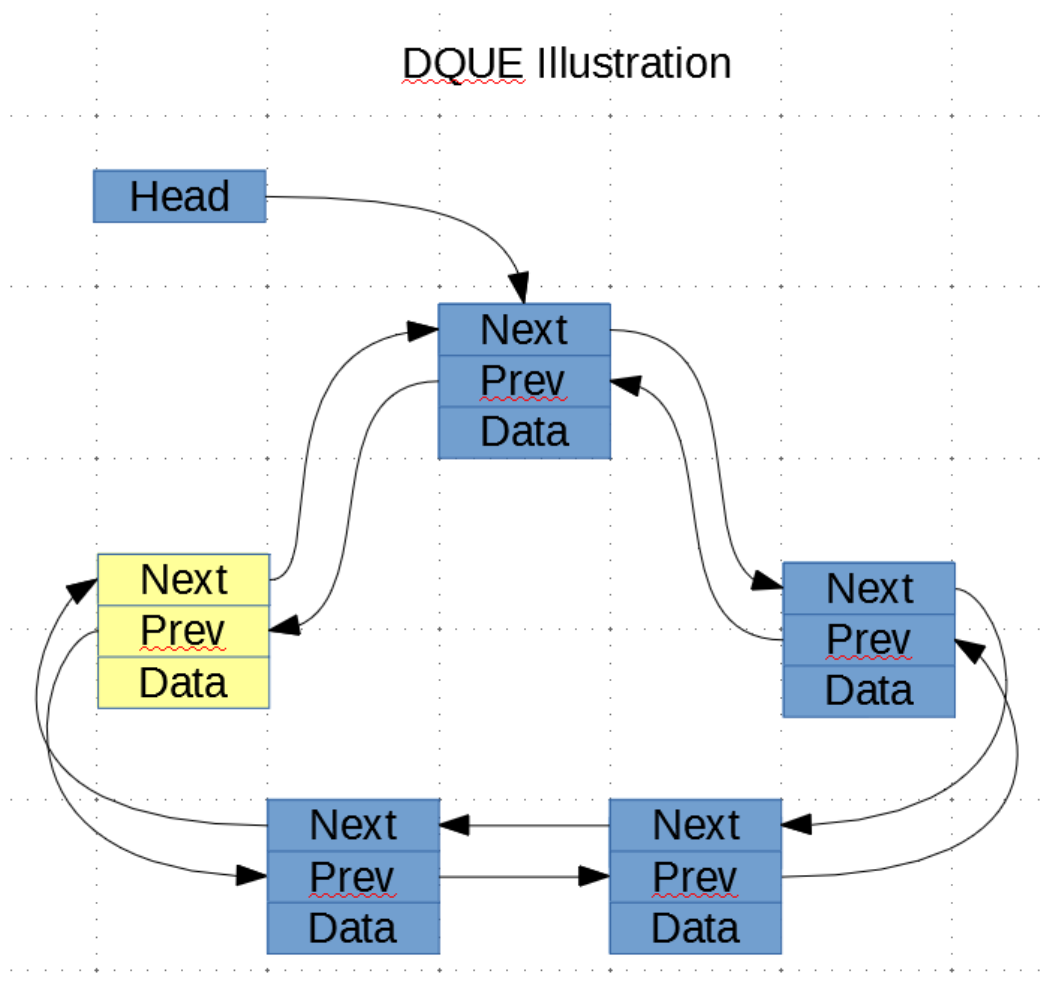 DQUE Illustration
Head
Next
Prev
Data
Next
Prev
Data
Next
Prev
Data
Next
Prev
Data
Next
Prev
Data